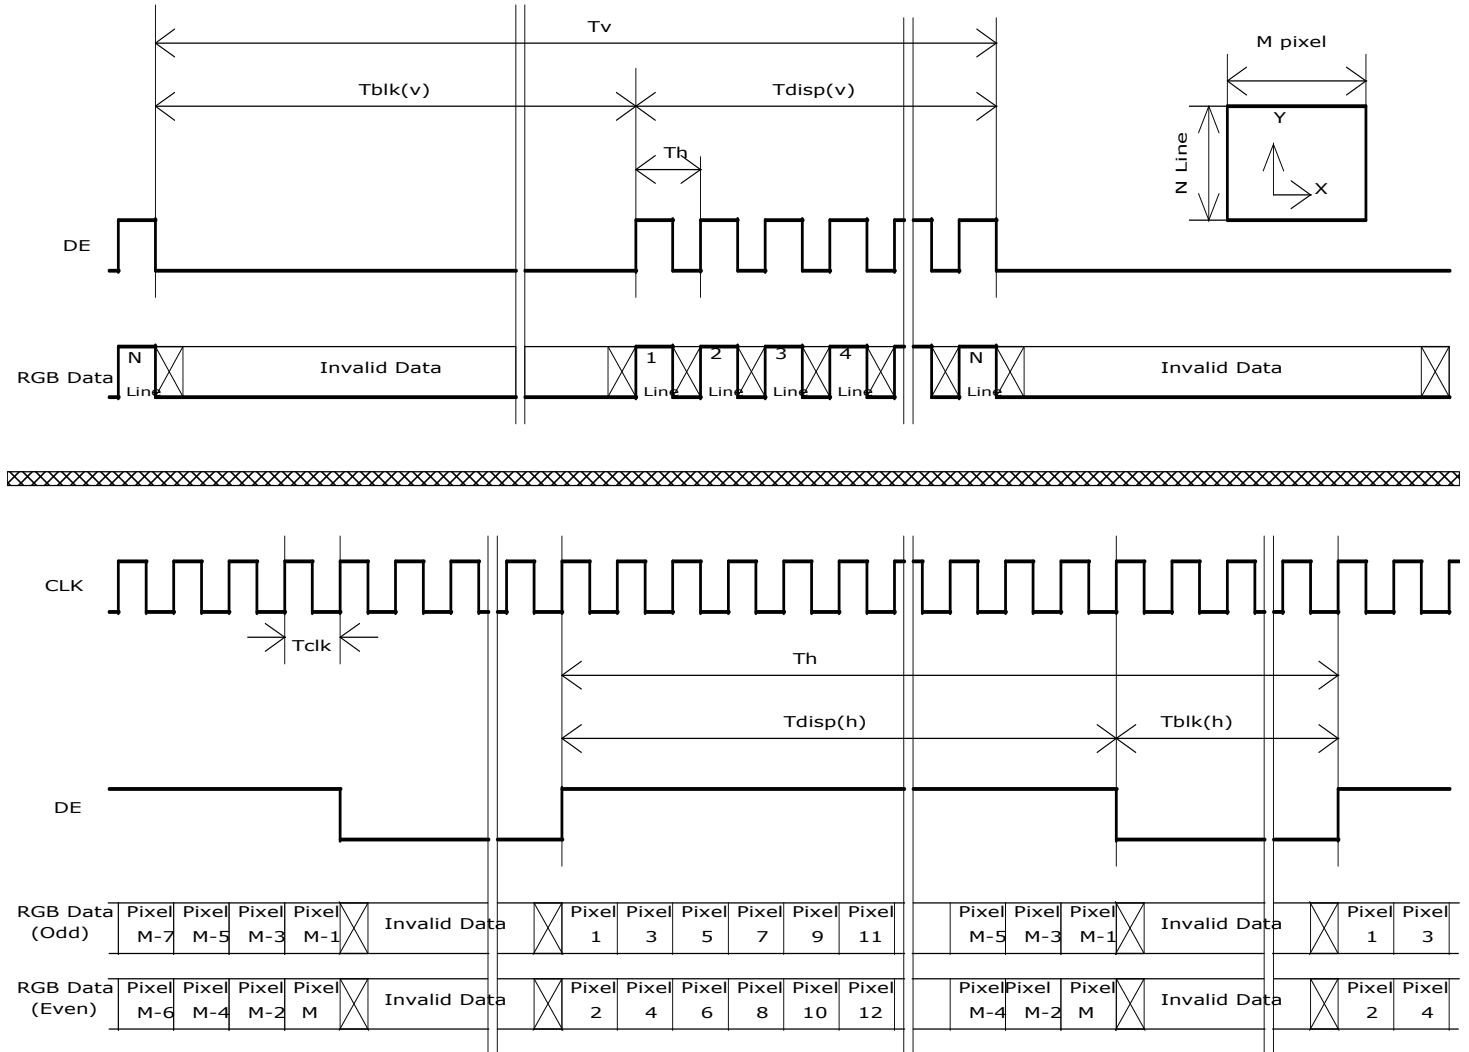 Tv
M pixel
Tblk(v) Tdisp(v)
Y
Th
N Line
X
DE
N 1 2 3 4 N
Invalid Data Invalid Data
RGB Data
Line Line Line Line Line Line
CLK
Tclk
Th
Tdisp(h) Tblk(h)
DE
RGB Data Pixel Pixel Pixel Pixel Invalid Data Pixel Pixel Pixel Pixel Pixel Pixel Pixel Pixel Pixel Invalid Data Pixel Pixel
(Odd) M-7 M-5 M-3 M-1 1 3 5 7 9 11 M-5 M-3 M-1 1 3
RGB Data Pixel Pixel Pixel Pixel Invalid Data Pixel Pixel Pixel Pixel Pixel Pixel Pixel Pixel Pixel Invalid Data Pixel Pixel
(Even) M-6 M-4 M-2 M 2 4 6 8 10 12 M-4 M-2 M 2 4